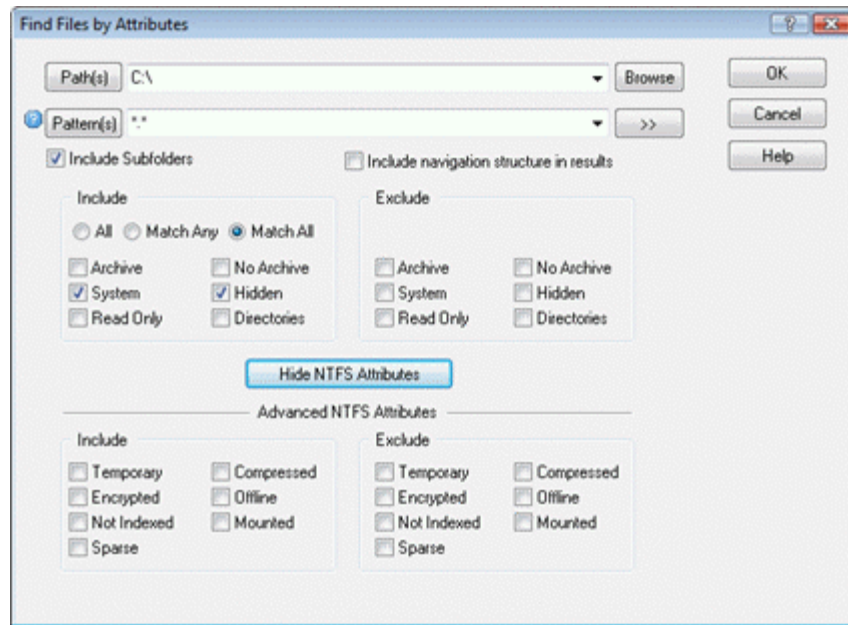 Find Files by Attributes
Path(s) C:\ Browse OK
Pattern(s) *.* >> Cancel
Include Subfolders Include navigation structure in results Help
Include Exclude
All Match Any Match All
Archive No Archive Archive No Archive
System Hidden System Hidden
Read Only Directories Read Only Directories
Hide NTFS Attributes
Advanced NTFS Attributes
Include Exclude
Temporary Compressed Temporary Compressed
Encrypted Offline Encrypted Offline
Not Indexed Mounted Not Indexed Mounted
Sparse Sparse